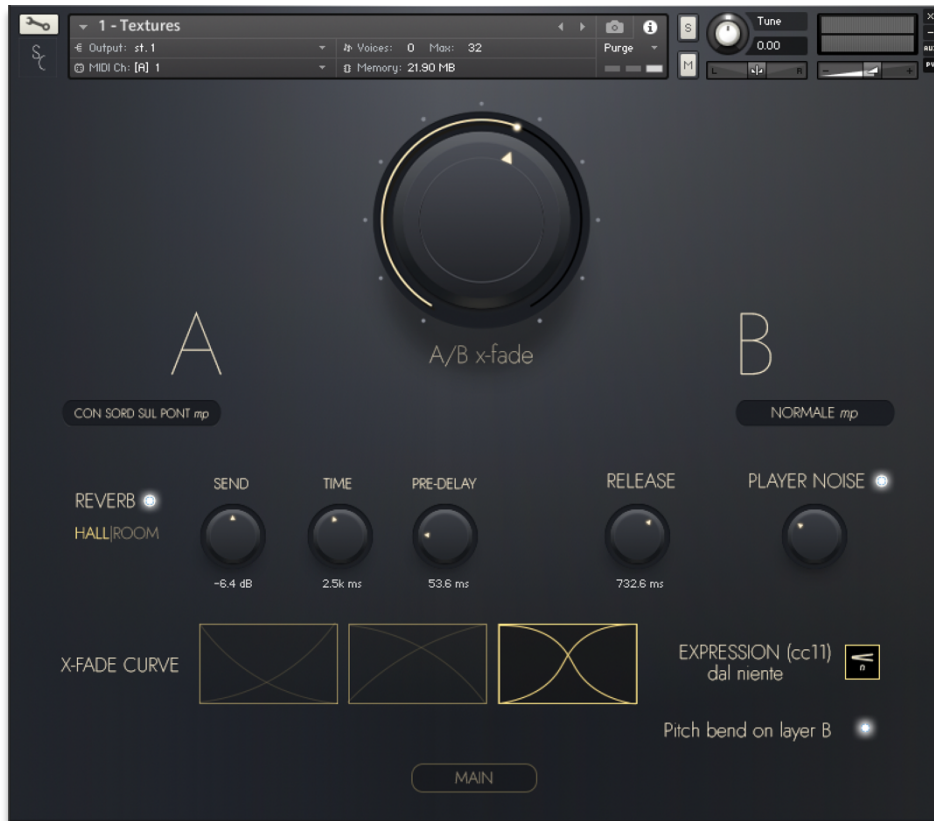 1 - Textures
Output: st.1
Voices: 0 Max: 32
Purge
MIDI Ch: [A] 1
Memory: 21.90 MB
S
M
Tune
0.00
L R
- +
x
-
AUX
PV
A/B x-fade
A
B
CON SORD SUL PONT mp
NORMALE mp
REVERB
HALL|ROOM
SEND
TIME
PRE-DELAY
RELEASE
PLAYER NOISE
-6.4 dB
2.5k ms
53.6 ms
732.6 ms
X-FADE CURVE
EXPRESSION (cc11)
dal niente
n
Pitch bend on layer B
MAIN